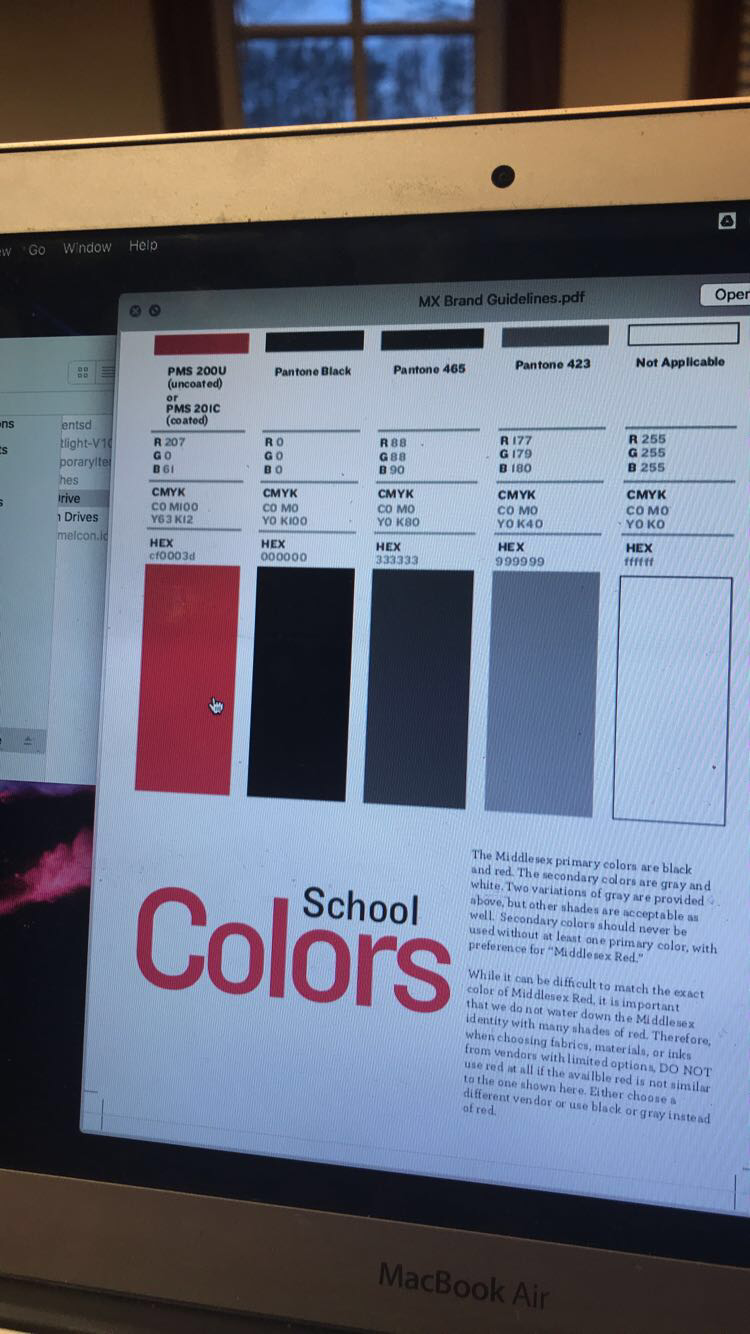 Go Window Help
MX Brand Guidelines.pdf
Open
PMS 200U
(uncoated)
or
PMS 201C
(coated)
R 207
G 0
B 61
CMYK
C0 M100
Y63 K12
HEX
cf0003d
Pantone Black
R 0
G 0
B 0
CMYK
C0 M0
Y0 K100
HEX
000000
Pantone 465
R 88
G 88
B 90
CMYK
C0 M0
Y0 K80
HEX
333333
Pantone 423
R 177
G 179
B 180
CMYK
C0 M0
Y0 K40
HEX
999999
Not Applicable
R 255
G 255
B 255
CMYK
C0 M0
Y0 K0
HEX
ffffff
entsd
tlight-V10
poraryIter
hes
Drive
Drives
meIcon.ic
School
Colors
The Middlesex primary colors are black
and red. The secondary colors are gray and
white. Two variations of gray are provided
above, but other shades are acceptable as
well. Secondary colors should never be
used without at least one primary color, with
preference for “Middlesex Red.”
While it can be difficult to match the exact
color of Middlesex Red, it is important
that we do not water down the Middlesex
identity with many shades of red. Therefore,
when choosing fabrics, materials, or inks
from vendors with limited options, DO NOT
use red at all if the availble red is not similar
to the one shown here. Either choose a
different vendor or use black or gray instead
of red.
MacBook Air